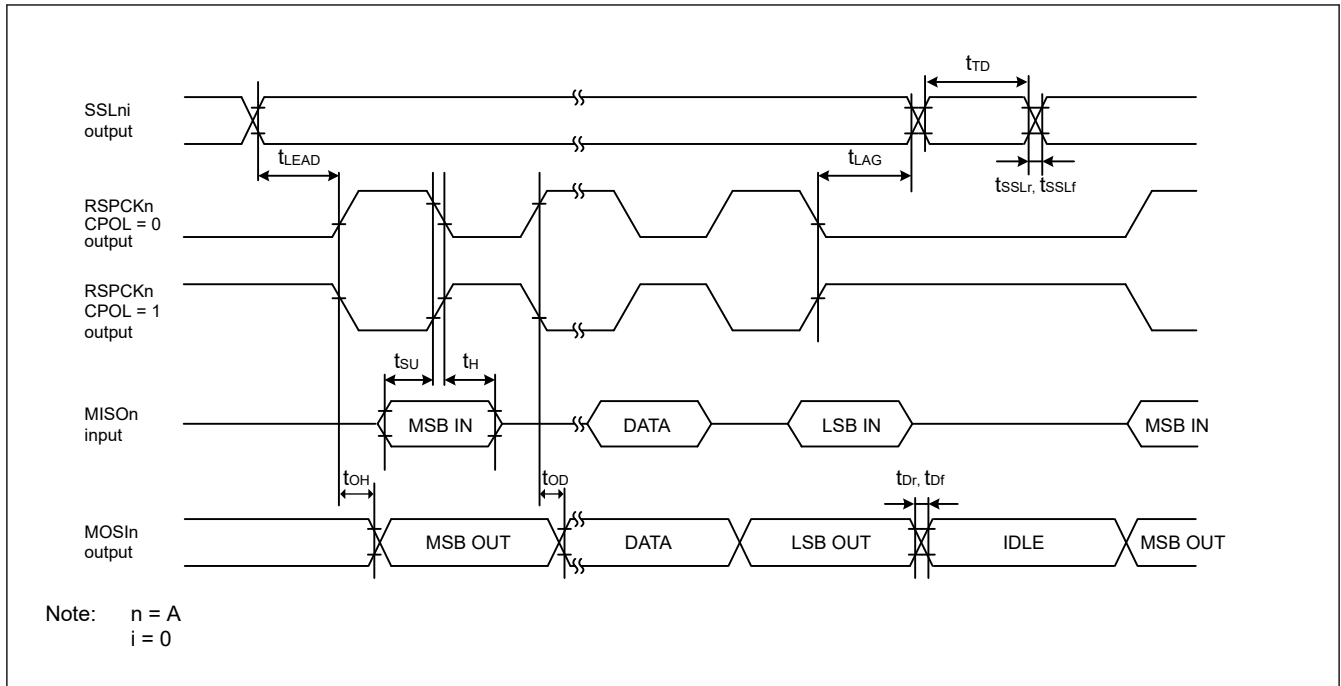 tTD
SSLni
output
tLEAD
tLAG
tSSLr, tSSLf
RSPCKn
CPOL = 0
output
RSPCKn
CPOL = 1
output
tSU
tH
MISOn
input
MSB IN
DATA
LSB IN
MSB IN
tOH
tOD
tDr, tDf
MOSIn
output
MSB OUT
DATA
LSB OUT
IDLE
MSB OUT
Note: n = A
i = 0